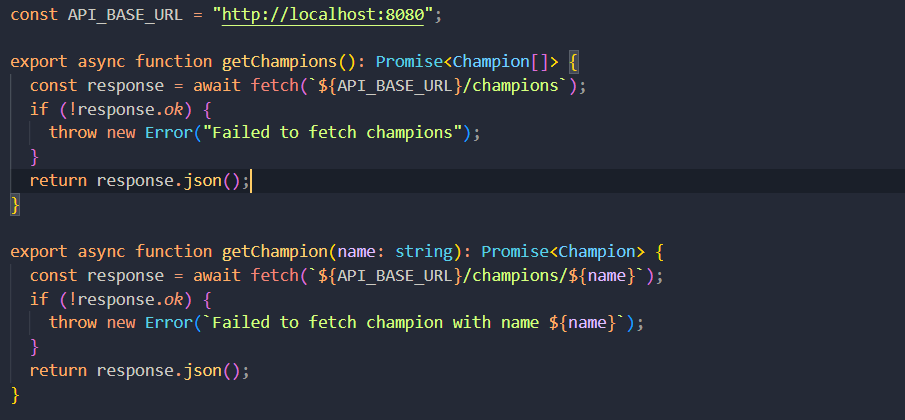 const API_BASE_URL = "http://localhost:8080";
export async function getChampions(): Promise<Champion[]> {
  const response = await fetch(`${API_BASE_URL}/champions`);
  if (!response.ok) {
    throw new Error("Failed to fetch champions");
  }
  return response.json();
}
export async function getChampion(name: string): Promise<Champion> {
  const response = await fetch(`${API_BASE_URL}/champions/${name}`);
  if (!response.ok) {
    throw new Error(`Failed to fetch champion with name ${name}`);
  }
  return response.json();
}